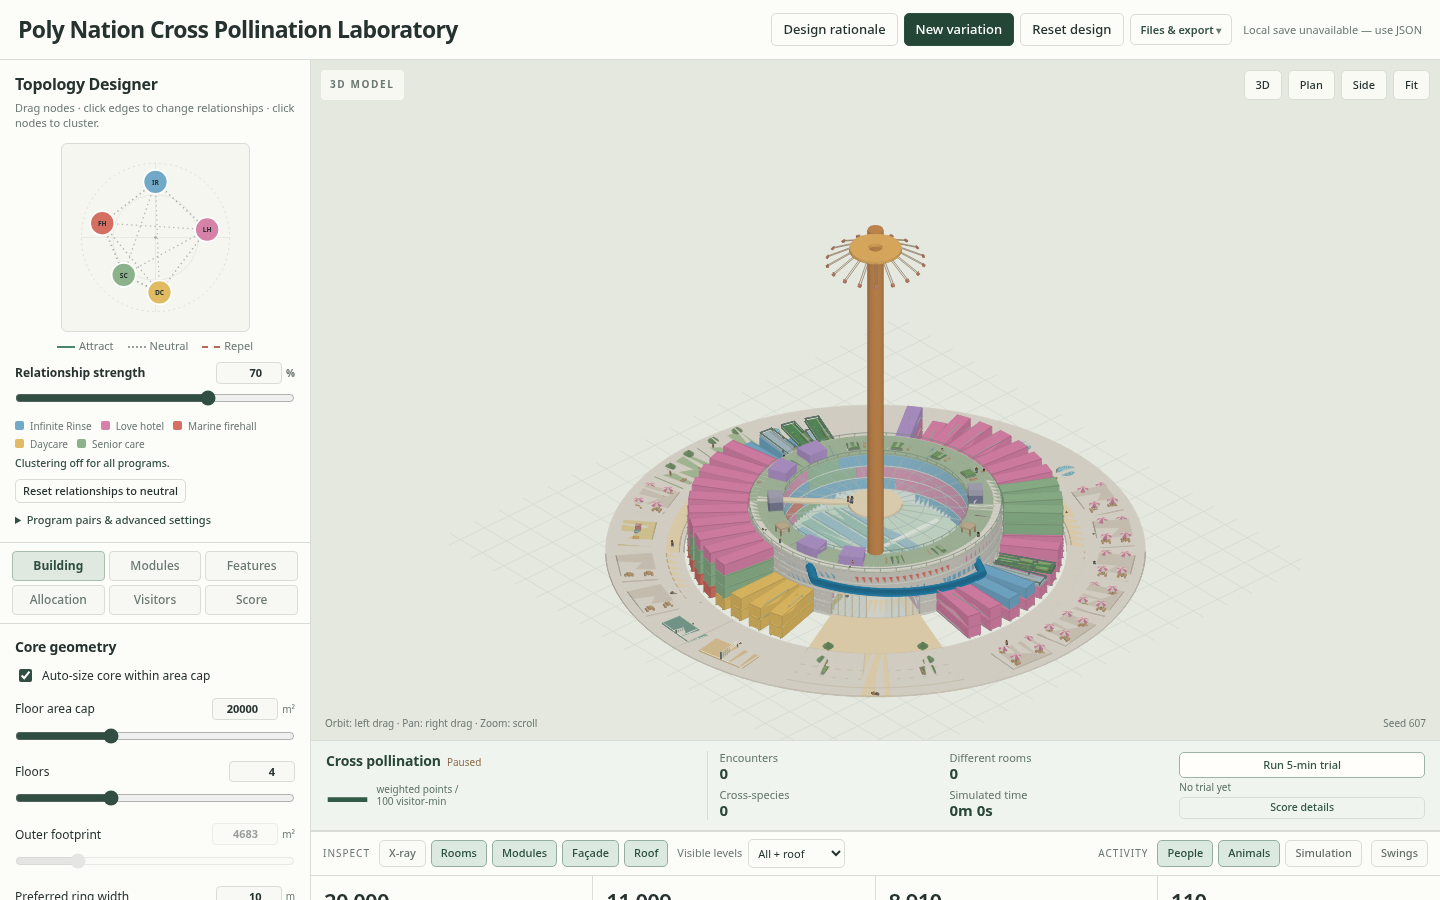 Poly Nation Cross Pollination Laboratory
Design rationale
New variation
Reset design
Files & export ▾
Local save unavailable — use JSON
Topology Designer
Drag nodes · click edges to change relationships · click
nodes to cluster.
IR
FH
LH
SC
DC
Attract
Neutral
Repel
Relationship strength
70
%
Infinite Rinse
Love hotel
Marine firehall
Daycare
Senior care
Clustering off for all programs.
Reset relationships to neutral
▶ Program pairs & advanced settings
Building
Modules
Features
Allocation
Visitors
Score
Core geometry
Auto-size core within area cap
Floor area cap
20000
m²
Floors
4
Outer footprint
4683
m²
Preferred ring width
10
m
3D MODEL
3D
Plan
Side
Fit
Orbit: left drag · Pan: right drag · Zoom: scroll
Seed 607
Cross pollination
Paused
weighted points /
100 visitor-min
Encounters
0
Cross-species
0
Different rooms
0
Simulated time
0m 0s
Run 5-min trial
No trial yet
Score details
INSPECT
X-ray
Rooms
Modules
Façade
Roof
Visible levels
All + roof
ACTIVITY
People
Animals
Simulation
Swings
20,000
11,009
8,910
110